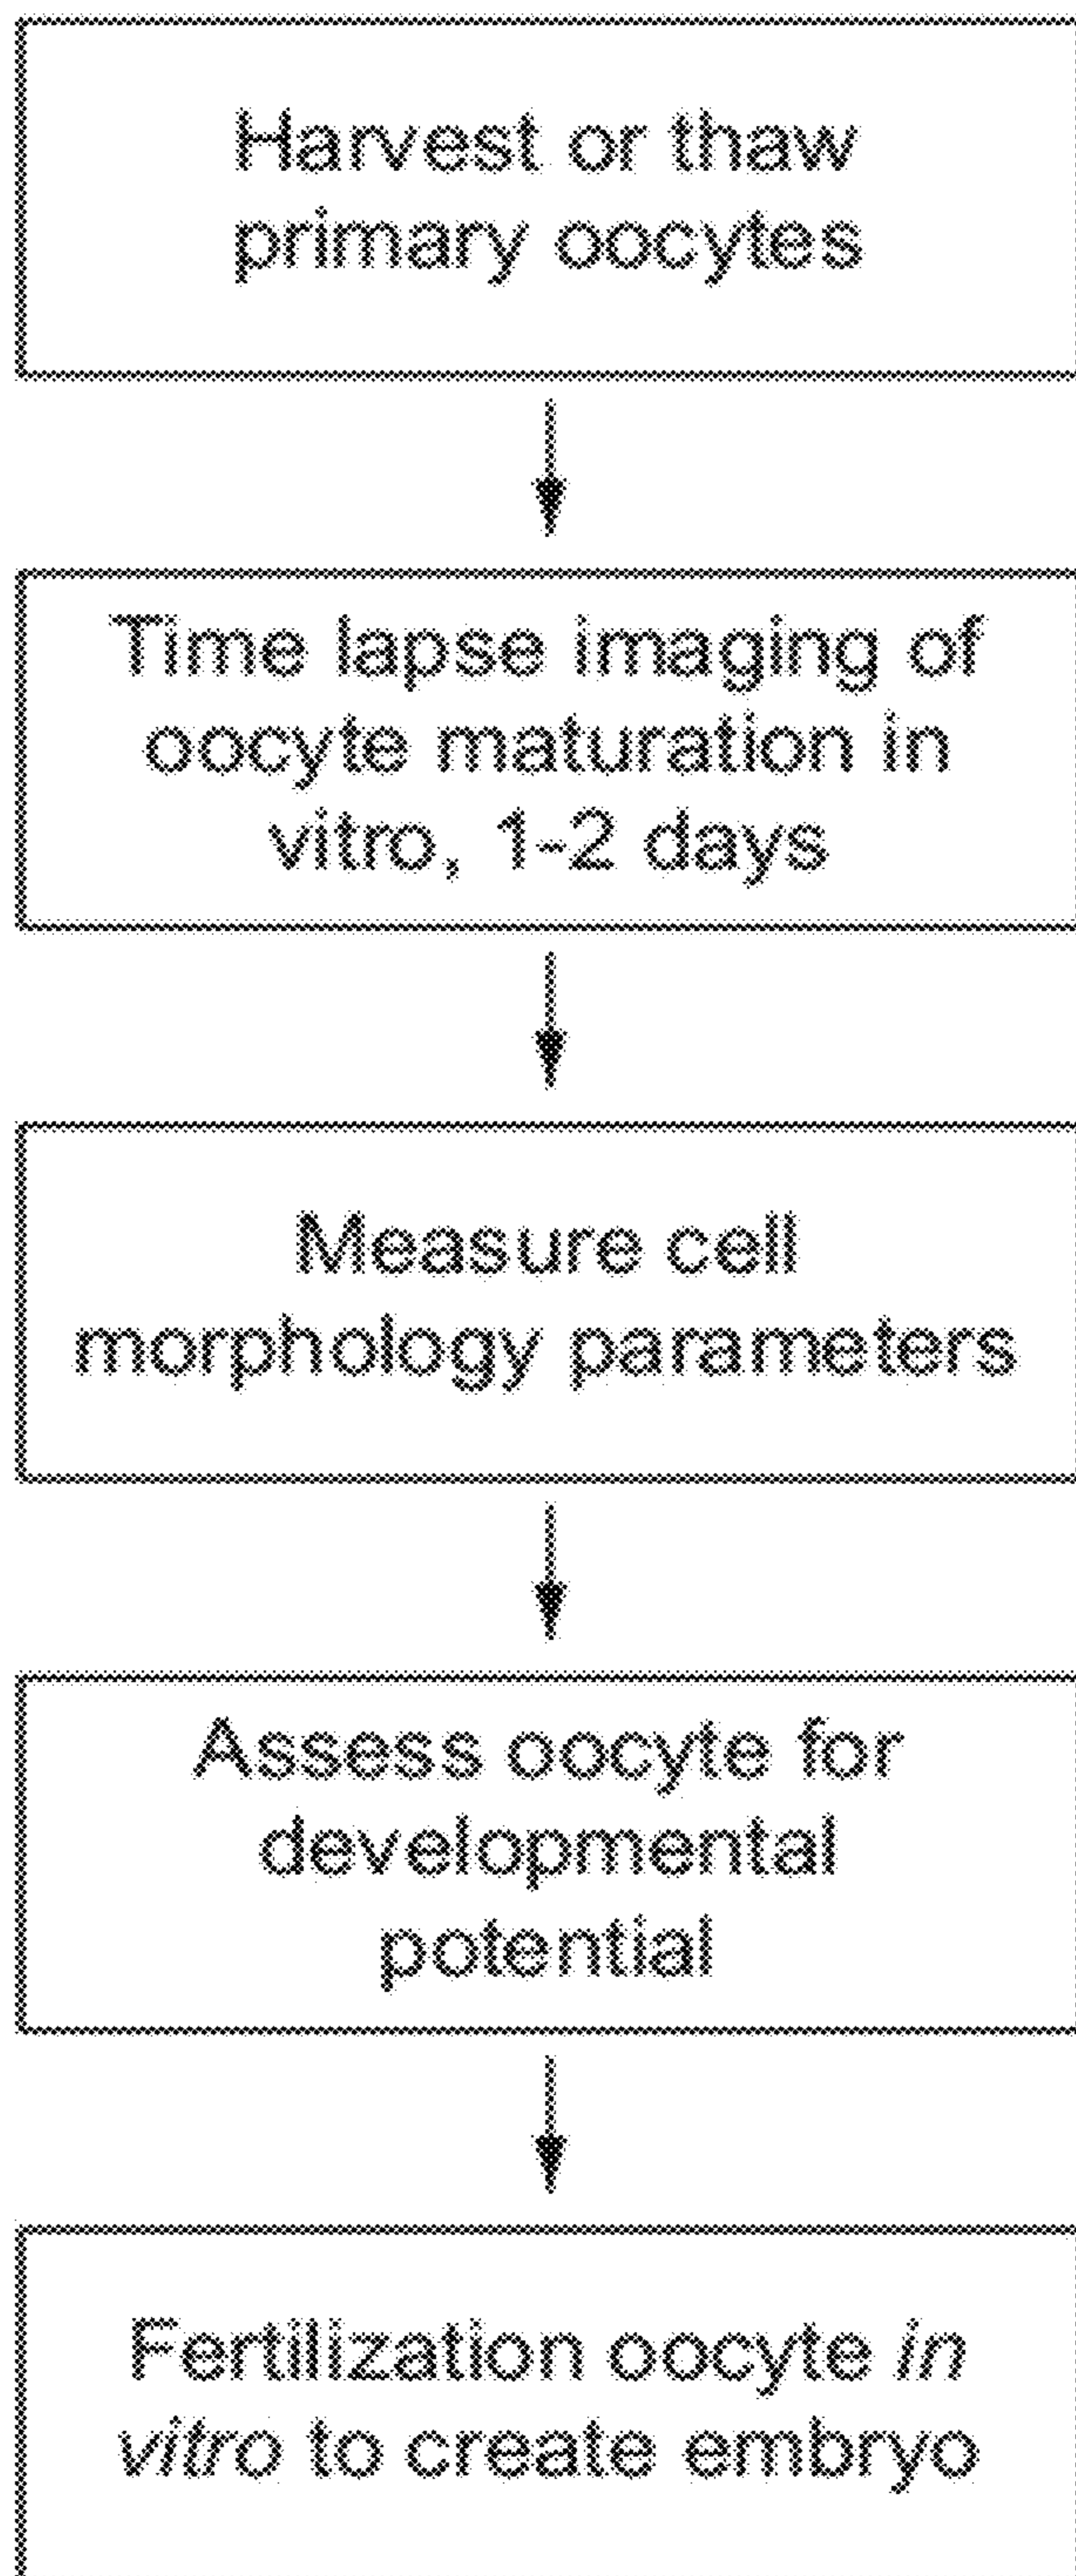 Harvest or thaw
primary oocytes
Time lapse imaging of
oocyte maturation in
vitro, 1-2 days
Measure cell
morphology parameters
Assess oocyte for
developmental
potential
Fertilization oocyte in
vitro to create embryo